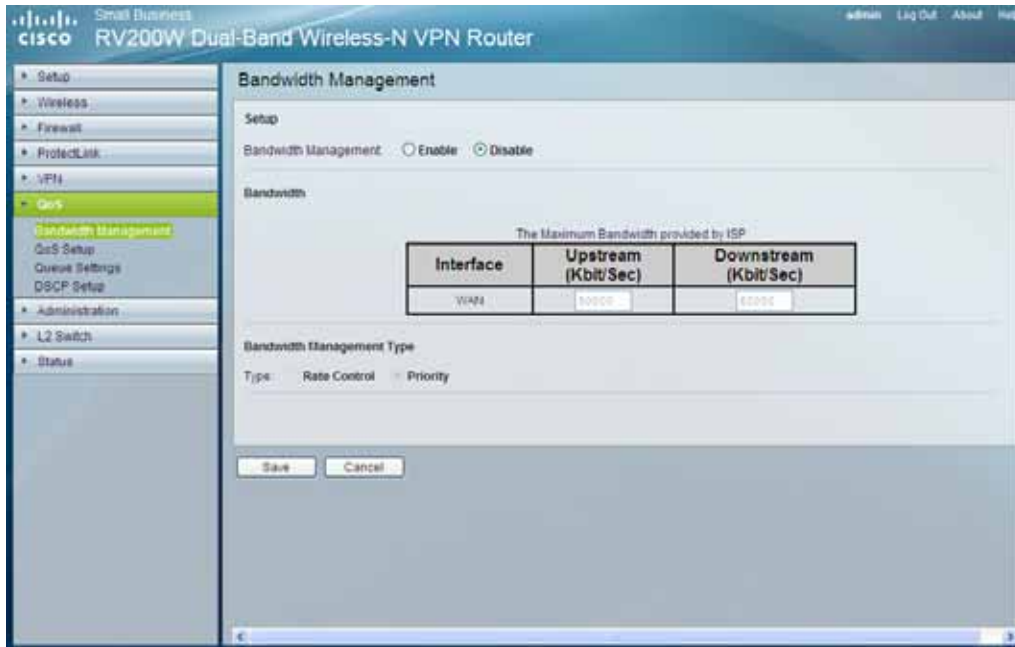 Small Business
CISCO RV200W Dual-Band Wireless-N VPN Router
admin Log Out About
Setup
Wireless
Firewall
ProtectLink
VPN
QoS
Bandwidth Management
QoS Setup
Queue Settings
DSCP Setup
Administration
L2 Switch
Status
Bandwidth Management
Setup
Bandwidth Management: Enable Disable
Bandwidth
The Maximum Bandwidth provided by ISP
Interface Upstream (Kbit/Sec) Downstream (Kbit/Sec)
WAN
Bandwidth Management Type
Type: Rate Control Priority
Save Cancel